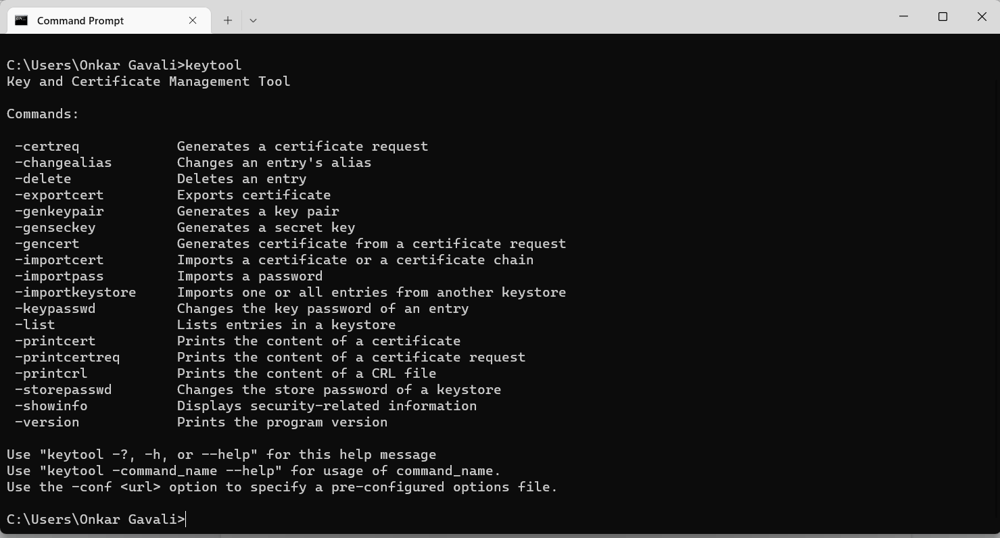 Command Prompt
C:\Users\Onkar Gavali>keytool
Key and Certificate Management Tool
Commands:
-certreq Generates a certificate request
-changealias Changes an entry's alias
-delete Deletes an entry
-exportcert Exports certificate
-genkeypair Generates a key pair
-genseckey Generates a secret key
-gencert Generates certificate from a certificate request
-importcert Imports a certificate or a certificate chain
-importpass Imports a password
-importkeystore Imports one or all entries from another keystore
-keypasswd Changes the key password of an entry
-list Lists entries in a keystore
-printcert Prints the content of a certificate
-printcertreq Prints the content of a certificate request
-printcrl Prints the content of a CRL file
-storepasswd Changes the store password of a keystore
-showinfo Displays security-related information
-version Prints the program version
Use "keytool -?, -h, or --help" for this help message
Use "keytool -command_name --help" for usage of command_name.
Use the -conf <url> option to specify a pre-configured options file.
C:\Users\Onkar Gavali>